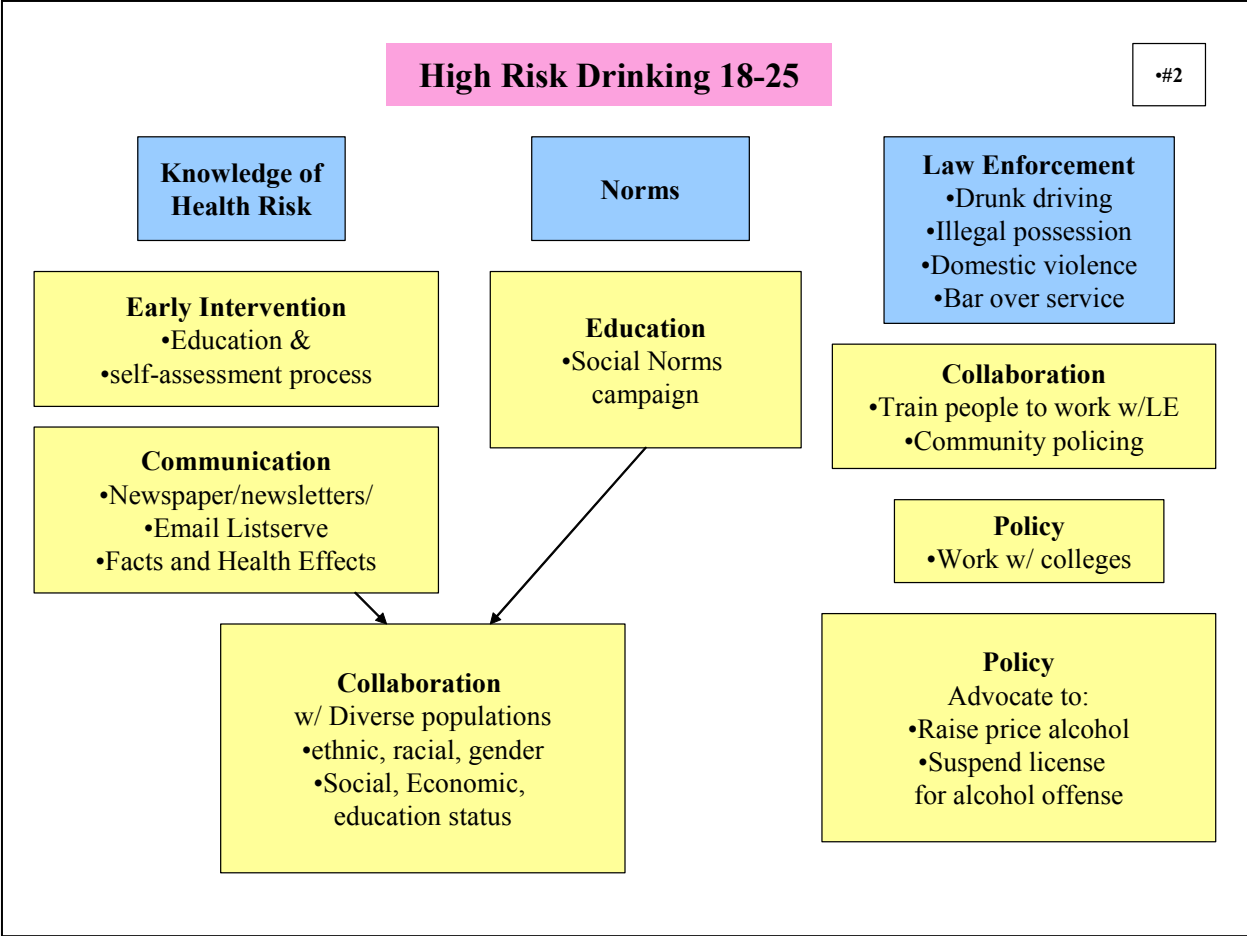 High Risk Drinking 18-25
•#2
Knowledge of
Health Risk
Norms
Law Enforcement
•Drunk driving
•Illegal possession
•Domestic violence
•Bar over service
Early Intervention
•Education &
•self-assessment process
Education
•Social Norms
campaign
Collaboration
•Train people to work w/LE
•Community policing
Communication
•Newspaper/newsletters/
•Email Listserve
•Facts and Health Effects
Policy
•Work w/ colleges
Collaboration
w/ Diverse populations
•ethnic, racial, gender
•Social, Economic,
education status
Policy
Advocate to:
•Raise price alcohol
•Suspend license
for alcohol offense